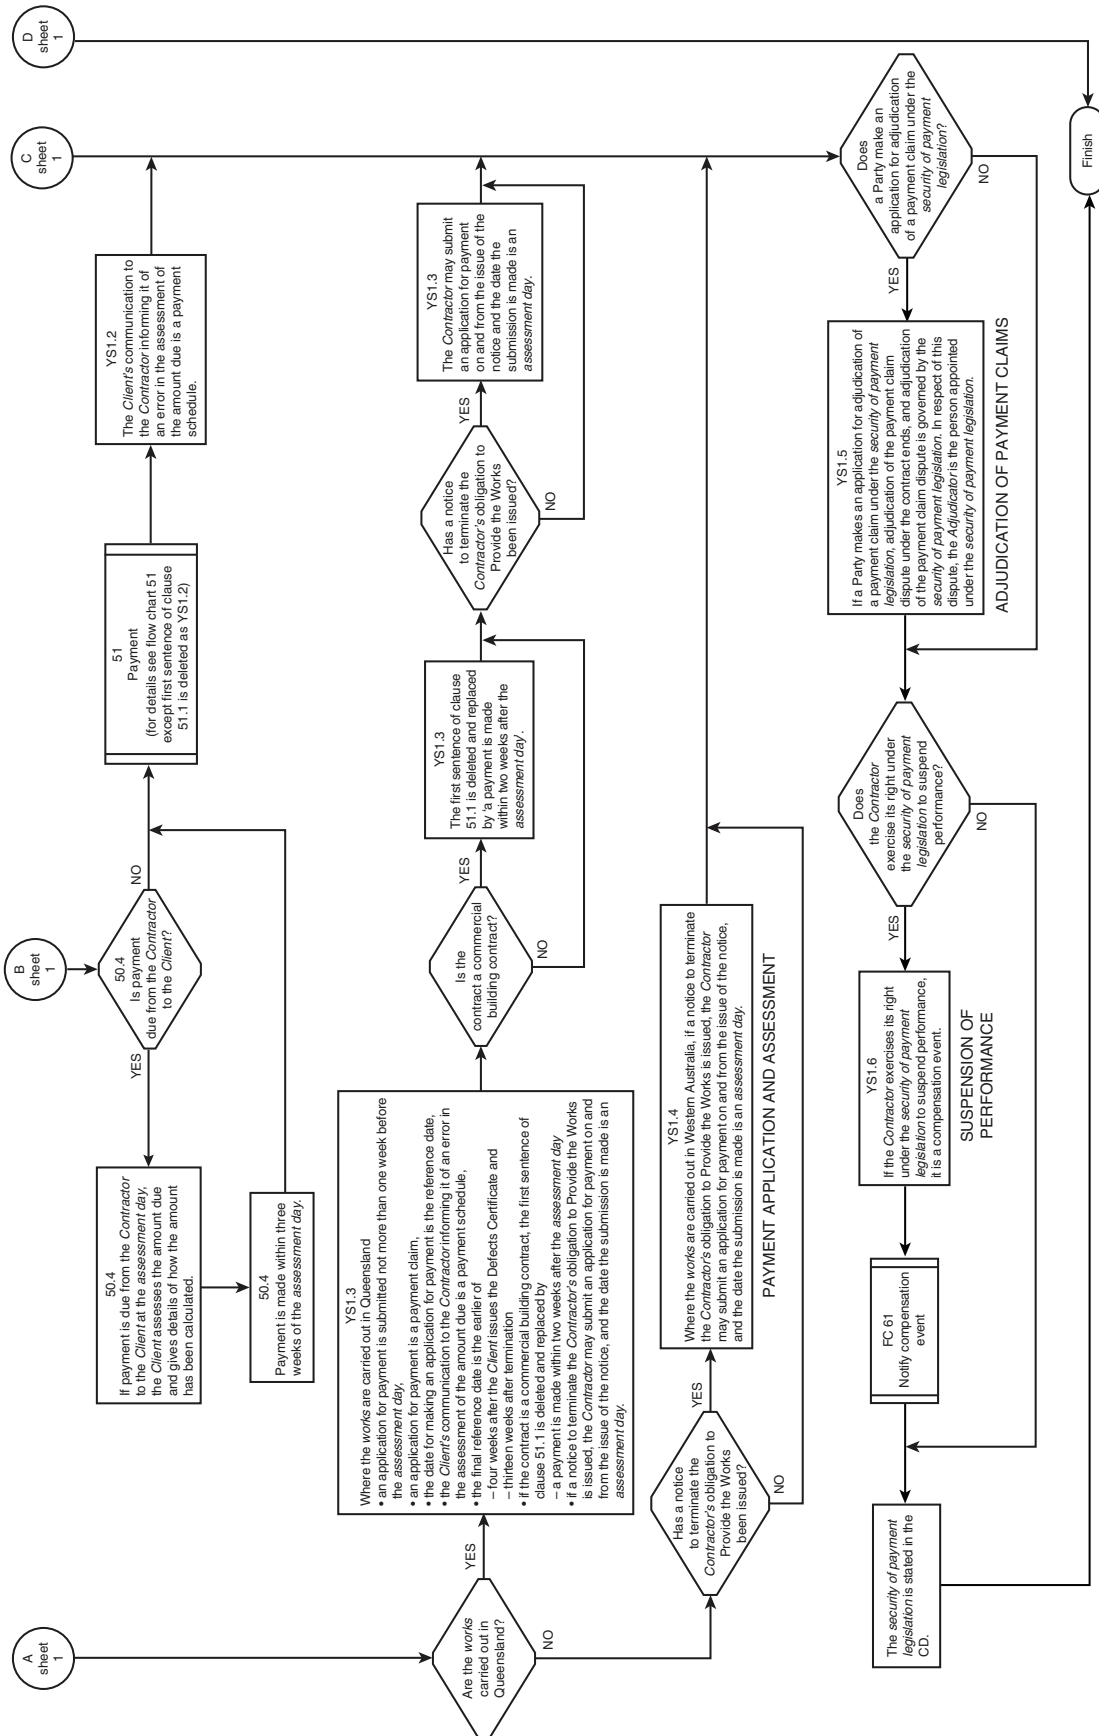 A
sheet
1
B
sheet
1
C
sheet
1
D
sheet
1
50.4
If payment is due from the Contractor
to the Client at the assessment day,
the Client assesses the amount due
and gives details of how the amount
has been calculated.
YES
50.4
Is payment
due from the Contractor
to the Client?
NO
50.4
Payment is made within three
weeks of the assessment day.
51
Payment
(for details see flow chart 51
except first sentence of clause
51.1 is deleted as YS1.2)
YS1.2
The Client's communication to
the Contractor informing it of
an error in the assessment of
the amount due is a payment
schedule.
Are the works
carried out in
Queensland?
YES
NO
YS1.3
Where the works are carried out in Queensland
• an application for payment is submitted not more than one week before
the assessment day,
• an application for payment is a payment claim,
• the date for making an application for payment is the reference date,
• the Client's communication to the Contractor informing it of an error in
the assessment of the amount due is a payment schedule,
• the final reference date is the earlier of
– four weeks after the Client issues the Defects Certificate and
– thirteen weeks after termination
• if the contract is a commercial building contract, the first sentence of
clause 51.1 is deleted and replaced by
– a payment is made within two weeks after the assessment day
• if a notice to terminate the Contractor's obligation to Provide the Works
is issued, the Contractor may submit an application for payment on and
from the issue of the notice, and the date the submission is made is an
assessment day.
Is the
contract a commercial
building contract?
YES
NO
YS1.3
The first sentence of clause
51.1 is deleted and replaced
by 'a payment is made
within two weeks after the
assessment day'.
Has a notice
to terminate the
Contractor's obligation to
Provide the Works
been issued?
YES
NO
YS1.3
The Contractor may submit
an application for payment
on and from the issue of the
notice and the date the
submission is made is an
assessment day.
Has a notice
to terminate the
Contractor's obligation to
Provide the Works
been issued?
YES
NO
YS1.4
Where the works are carried out in Western Australia, if a notice to terminate
the Contractor's obligation to Provide the Works is issued, the Contractor
may submit an application for payment on and from the issue of the notice,
and the date the submission is made is an assessment day.
PAYMENT APPLICATION AND ASSESSMENT
Does
a Party make an
application for adjudication
of a payment claim under the
security of payment
legislation?
YES
NO
YS1.5
If a Party makes an application for adjudication of
a payment claim under the security of payment
legislation, adjudication of the payment claim
dispute under the contract ends, and adjudication
of the payment claim dispute is governed by the
security of payment legislation. In respect of this
dispute, the Adjudicator is the person appointed
under the security of payment legislation.
ADJUDICATION OF PAYMENT CLAIMS
Does
the Contractor
exercise its right under
the security of payment
legislation to suspend
performance?
YES
NO
YS1.6
If the Contractor exercises its right
under the security of payment
legislation to suspend performance,
it is a compensation event.
SUSPENSION OF
PERFORMANCE
FC 61
Notify compensation
event
The security of payment
legislation is stated in the
CD.
Finish